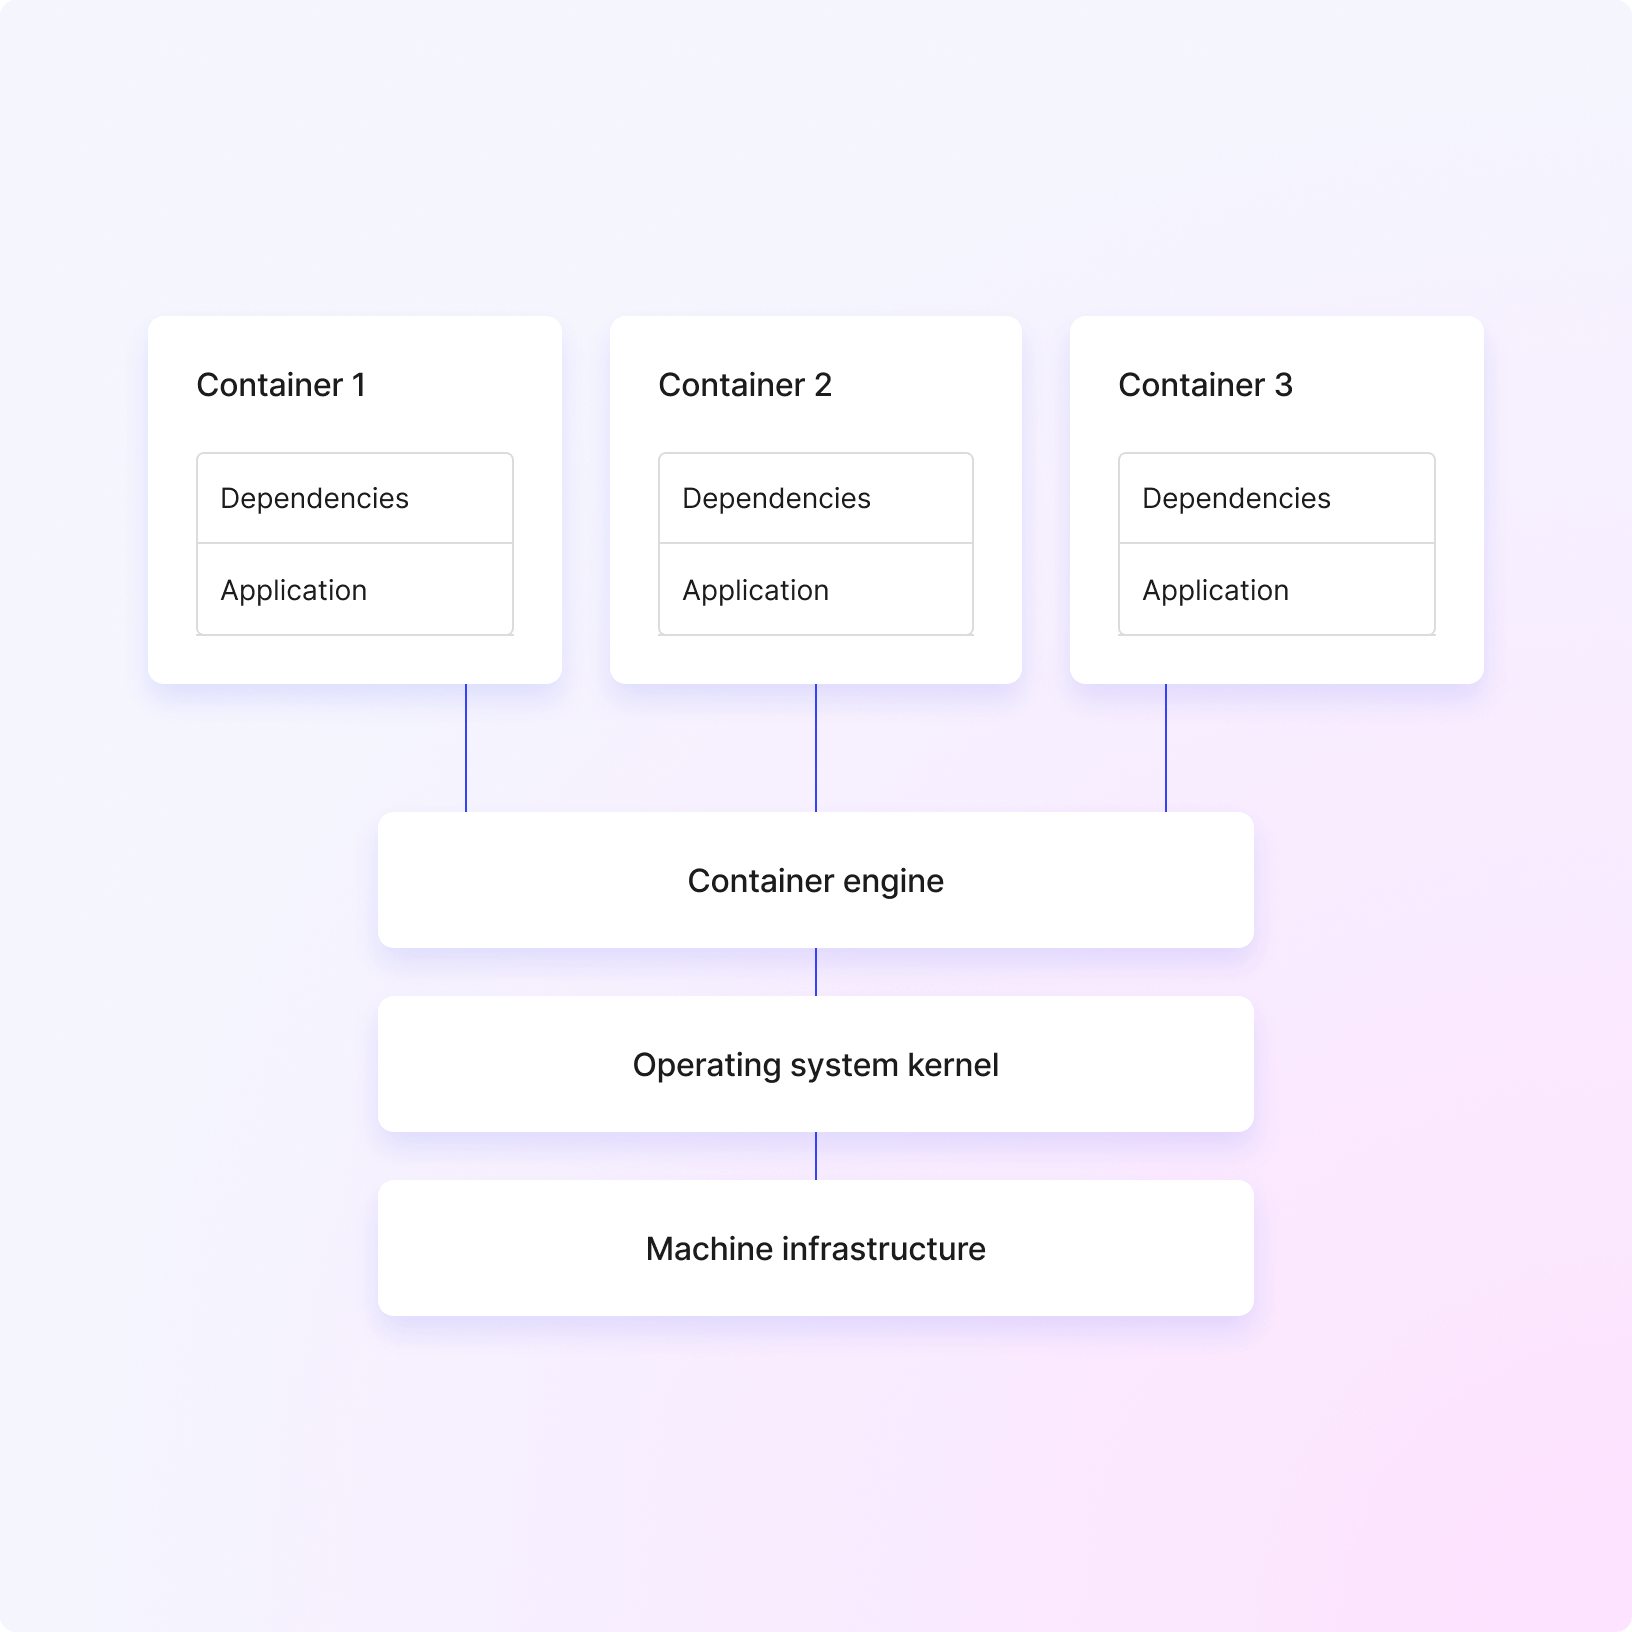 Container 1
Dependencies
Application
Container 2
Dependencies
Application
Container 3
Dependencies
Application
Container engine
Operating system kernel
Machine infrastructure